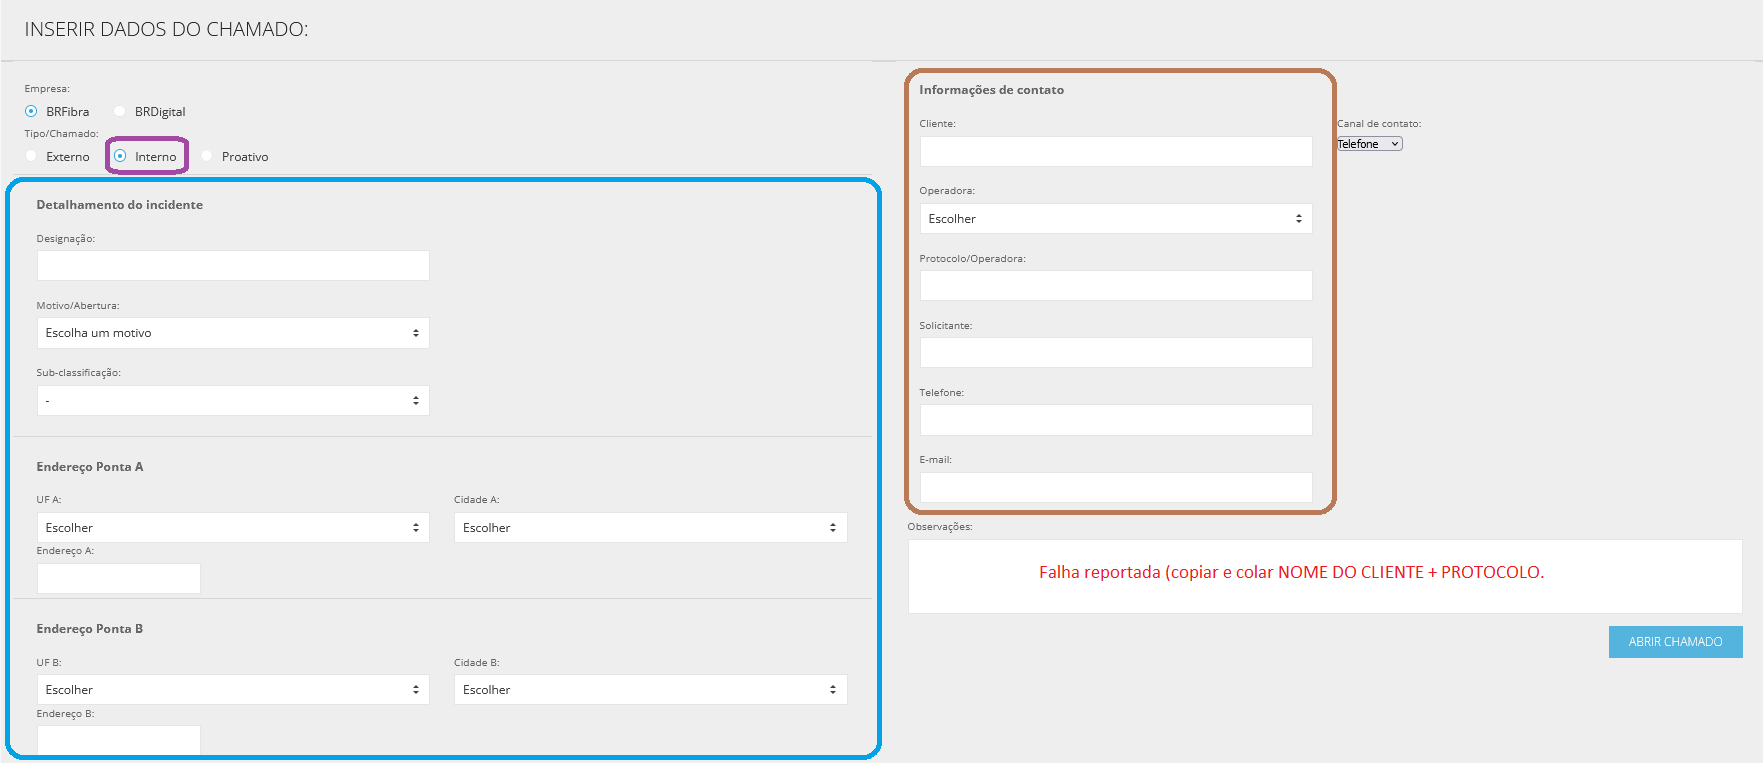 INSERIR DADOS DO CHAMADO:
Empresa:
BRFibra BRDigital
Tipo/Chamado:
Externo Interno Proativo
Detalhamento do incidente
Designação:
Motivo/Abertura:
Escolha um motivo
Sub-classificação:
-
Endereço Ponta A
UF A: Cidade A:
Escolher Escolher
Endereço A:
Endereço Ponta B
UF B: Cidade B:
Escolher Escolher
Endereço B:
Informações de contato
Cliente:
Operadora:
Escolher
Protocolo/Operadora:
Solicitante:
Telefone:
E-mail:
Canal de contato:
Telefone
Observações:
Falha reportada (copiar e colar NOME DO CLIENTE + PROTOCOLO.
ABRIR CHAMADO